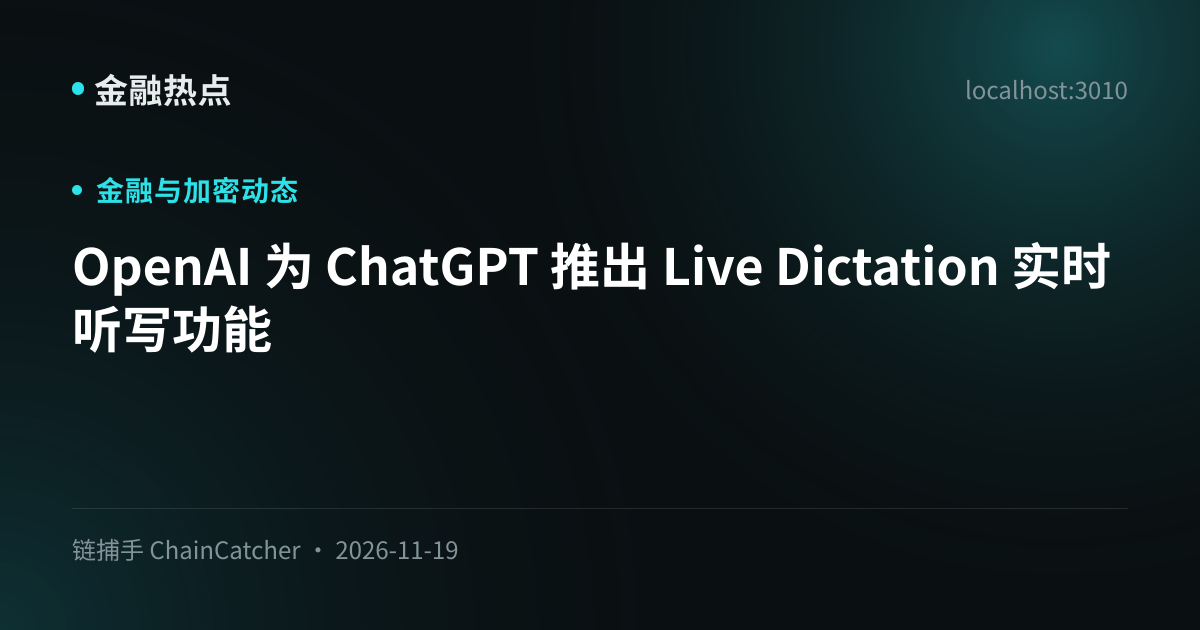 金融热点
localhost:3010
金融与加密动态
OpenAI 为 ChatGPT 推出 Live Dictation 实时
听写功能
链捕手 ChainCatcher · 2026-11-19